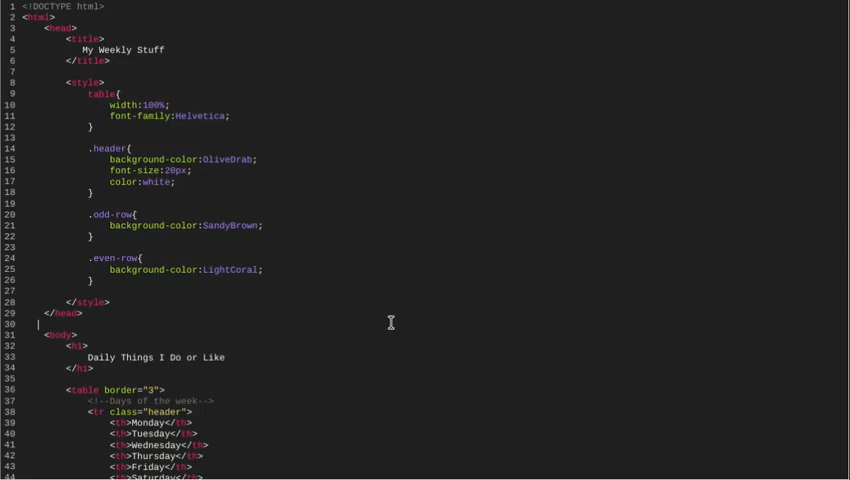 1 <!DOCTYPE html>
2 <html>
3 <head>
4 <title>
5 My Weekly Stuff
6 </title>
7
8 <style>
9 table{
10 width:100%;
11 font-family:Helvetica;
12 }
13
14 .header{
15 background-color:OliveDrab;
16 font-size:20px;
17 color:white;
18 }
19
20 .odd-row{
21 background-color:SandyBrown;
22 }
23
24 .even-row{
25 background-color:LightCoral;
26 }
27
28 </style>
29 </head>
30
31 <body>
32 <h1>
33 Daily Things I Do or Like
34 </h1>
35
36 <table border="3">
37 <!--Days of the week-->
38 <tr class="header">
39 <th>Monday</th>
40 <th>Tuesday</th>
41 <th>Wednesday</th>
42 <th>Thursday</th>
43 <th>Friday</th>
44 <th>Saturday</th>